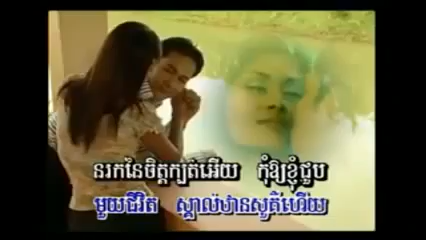 នរកនៃចិត្តក្បត់អើយ កុំឱ្យខ្ញុំជួប
មួយជីវិត ស្គាល់ឋានសួគ៌ហើយ